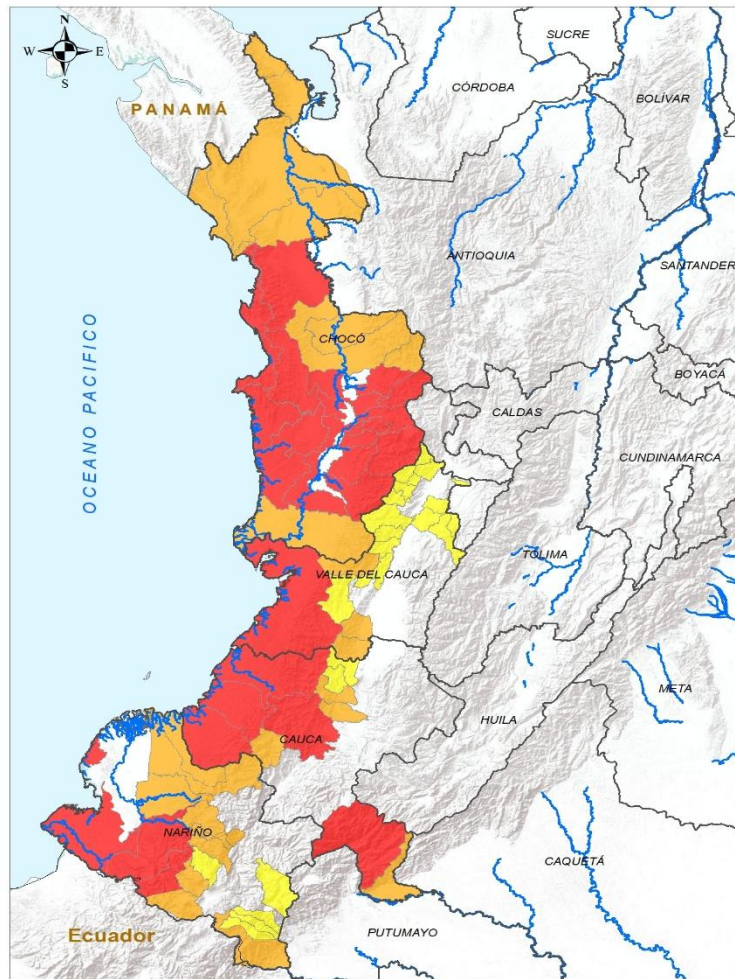 N
W E
S
SUCRE
CÓRDOBA
BOLÍVAR
PANAMÁ
ANTIOQUIA
SANTANDER
OCEANO PACIFICO
CHOCÓ
BOYACÁ
CALDAS
CUNDINAMARCA
TOLIMA
VALLE DEL CAUCA
META
HUILA
CAUCA
NARIÑO
CAQUETÁ
Ecuador
PUTUMAYO